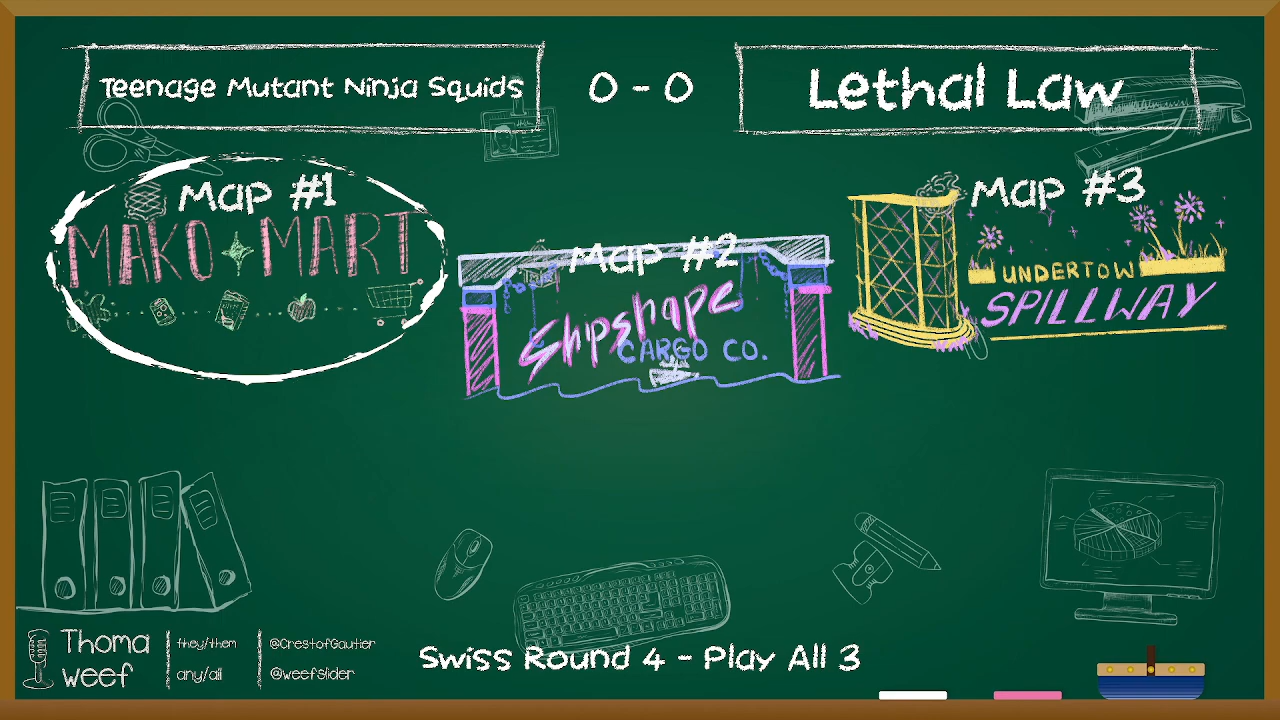 Teenage Mutant Ninja Squids
0 - 0
Lethal Law
Map #1
MAKO MART
Map #2
Shipshape
CARGO CO.
Map #3
UNDERTOW
SPILLWAY
Thoma
they/them
@CrestofGautier
weef
any/all
@weefslider
Swiss Round 4 - Play All 3